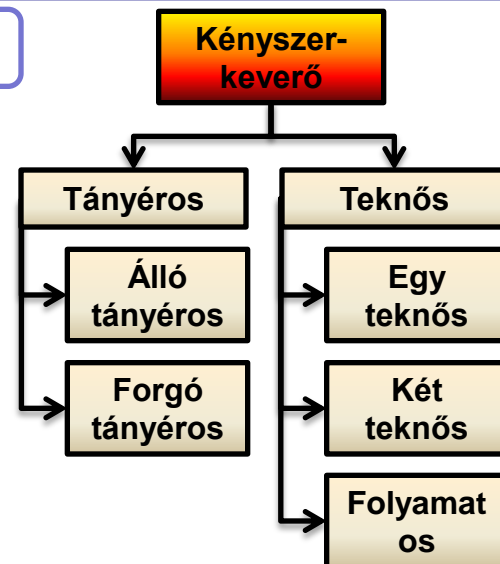 Kényszer-
keverő
Tányéros
Álló
tányéros
Forgó
tányéros
Teknős
Egy
teknős
Két
teknős
Folyamat
os